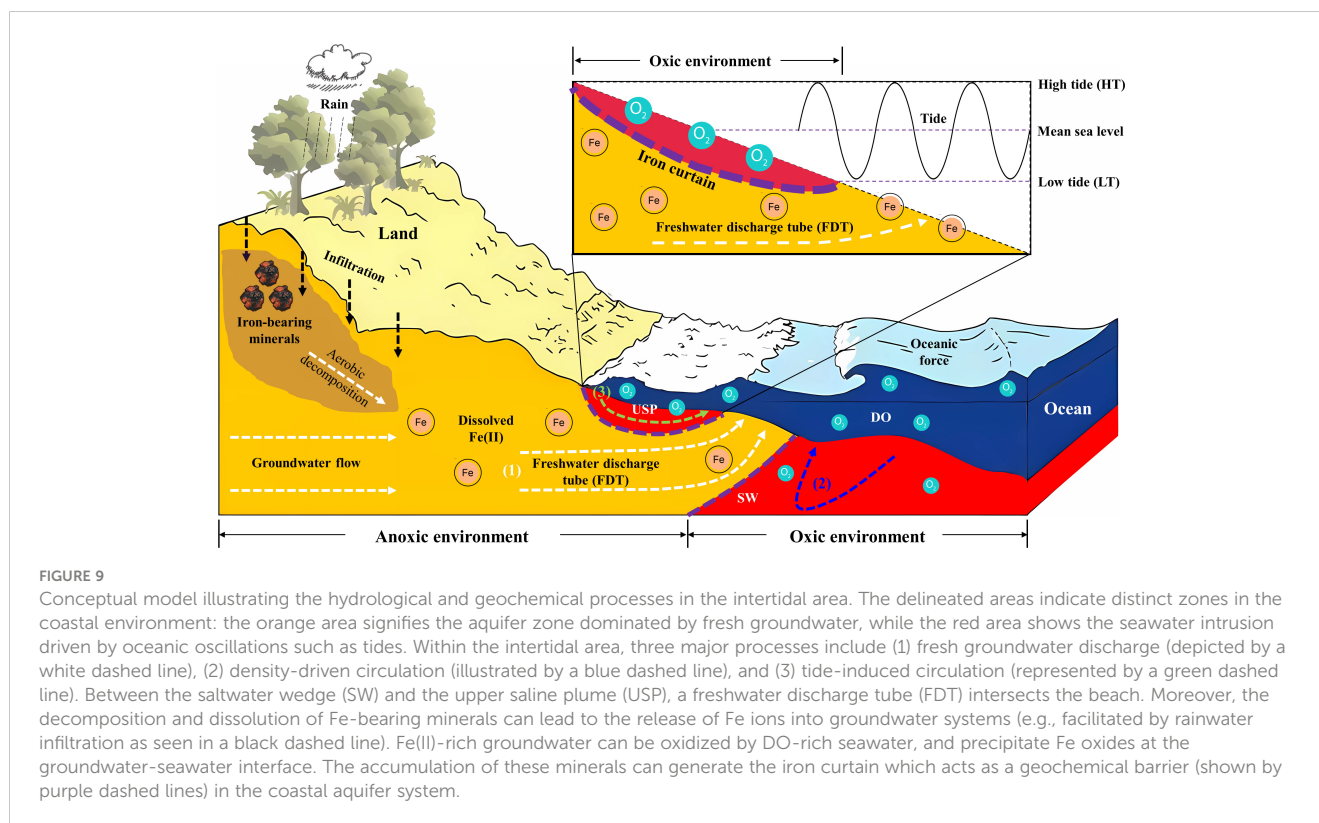 Oxic environment
High tide (HT)
Rain
O2
Tide
O2
Mean sea level
O2
Fe
Iron curtain
Low tide (LT)
Fe
Fe
Fe
Fe
Fe
Freshwater discharge tube (FDT)
Land
Infiltration
Iron-bearing
minerals
Aerobic
decomposition
Oceanic
force
(3)
O2
O2
O2
O2
O2
USP
DO
Ocean
O2
O2
Fe
Dissolved
Fe(II)
Fe
Groundwater flow
Fe
(1)
Freshwater discharge
tube (FDT)
Fe
SW
O2
(2)
O2
Anoxic environment
Oxic environment
FIGURE 9
Conceptual model illustrating the hydrological and geochemical processes in the intertidal area. The delineated areas indicate distinct zones in the
coastal environment: the orange area signifies the aquifer zone dominated by fresh groundwater, while the red area shows the seawater intrusion
driven by oceanic oscillations such as tides. Within the intertidal area, three major processes include (1) fresh groundwater discharge (depicted by a
white dashed line), (2) density-driven circulation (illustrated by a blue dashed line), and (3) tide-induced circulation (represented by a green dashed
line). Between the saltwater wedge (SW) and the upper saline plume (USP), a freshwater discharge tube (FDT) intersects the beach. Moreover, the
decomposition and dissolution of Fe-bearing minerals can lead to the release of Fe ions into groundwater systems (e.g., facilitated by rainwater
infiltration as seen in a black dashed line). Fe(II)-rich groundwater can be oxidized by DO-rich seawater, and precipitate Fe oxides at the
groundwater-seawater interface. The accumulation of these minerals can generate the iron curtain which acts as a geochemical barrier (shown by
purple dashed lines) in the coastal aquifer system.